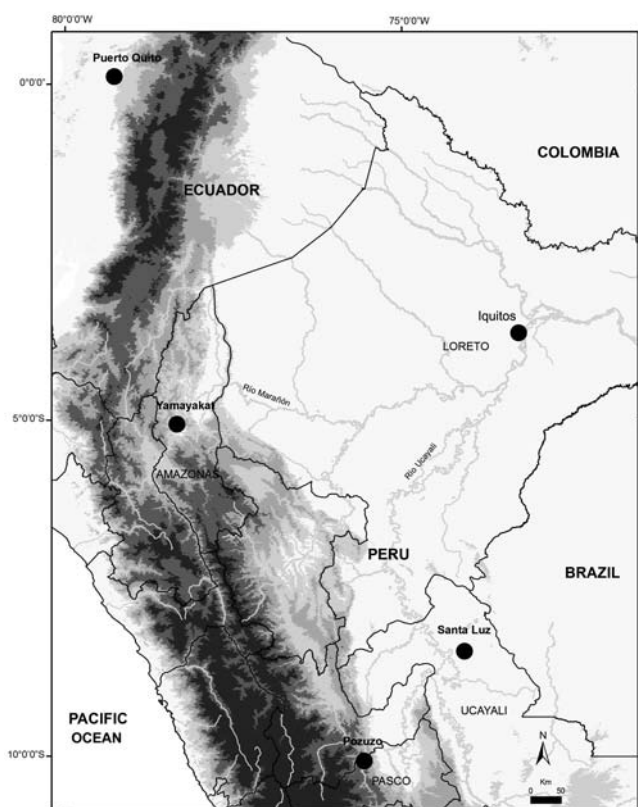 80°0'0"W
75°0'0"W
Puerto Quito
0°0'0"
COLOMBIA
ECUADOR
Iquitos
LORETO
Río Marañón
Yamayakat
5°0'0"S
Río Ucayali
AMAZONAS
PERU
BRAZIL
Santa Luz
PACIFIC
OCEAN
UCAYALI
N
Pozuzo
10°0'0"S
PASCO
Km
0 50